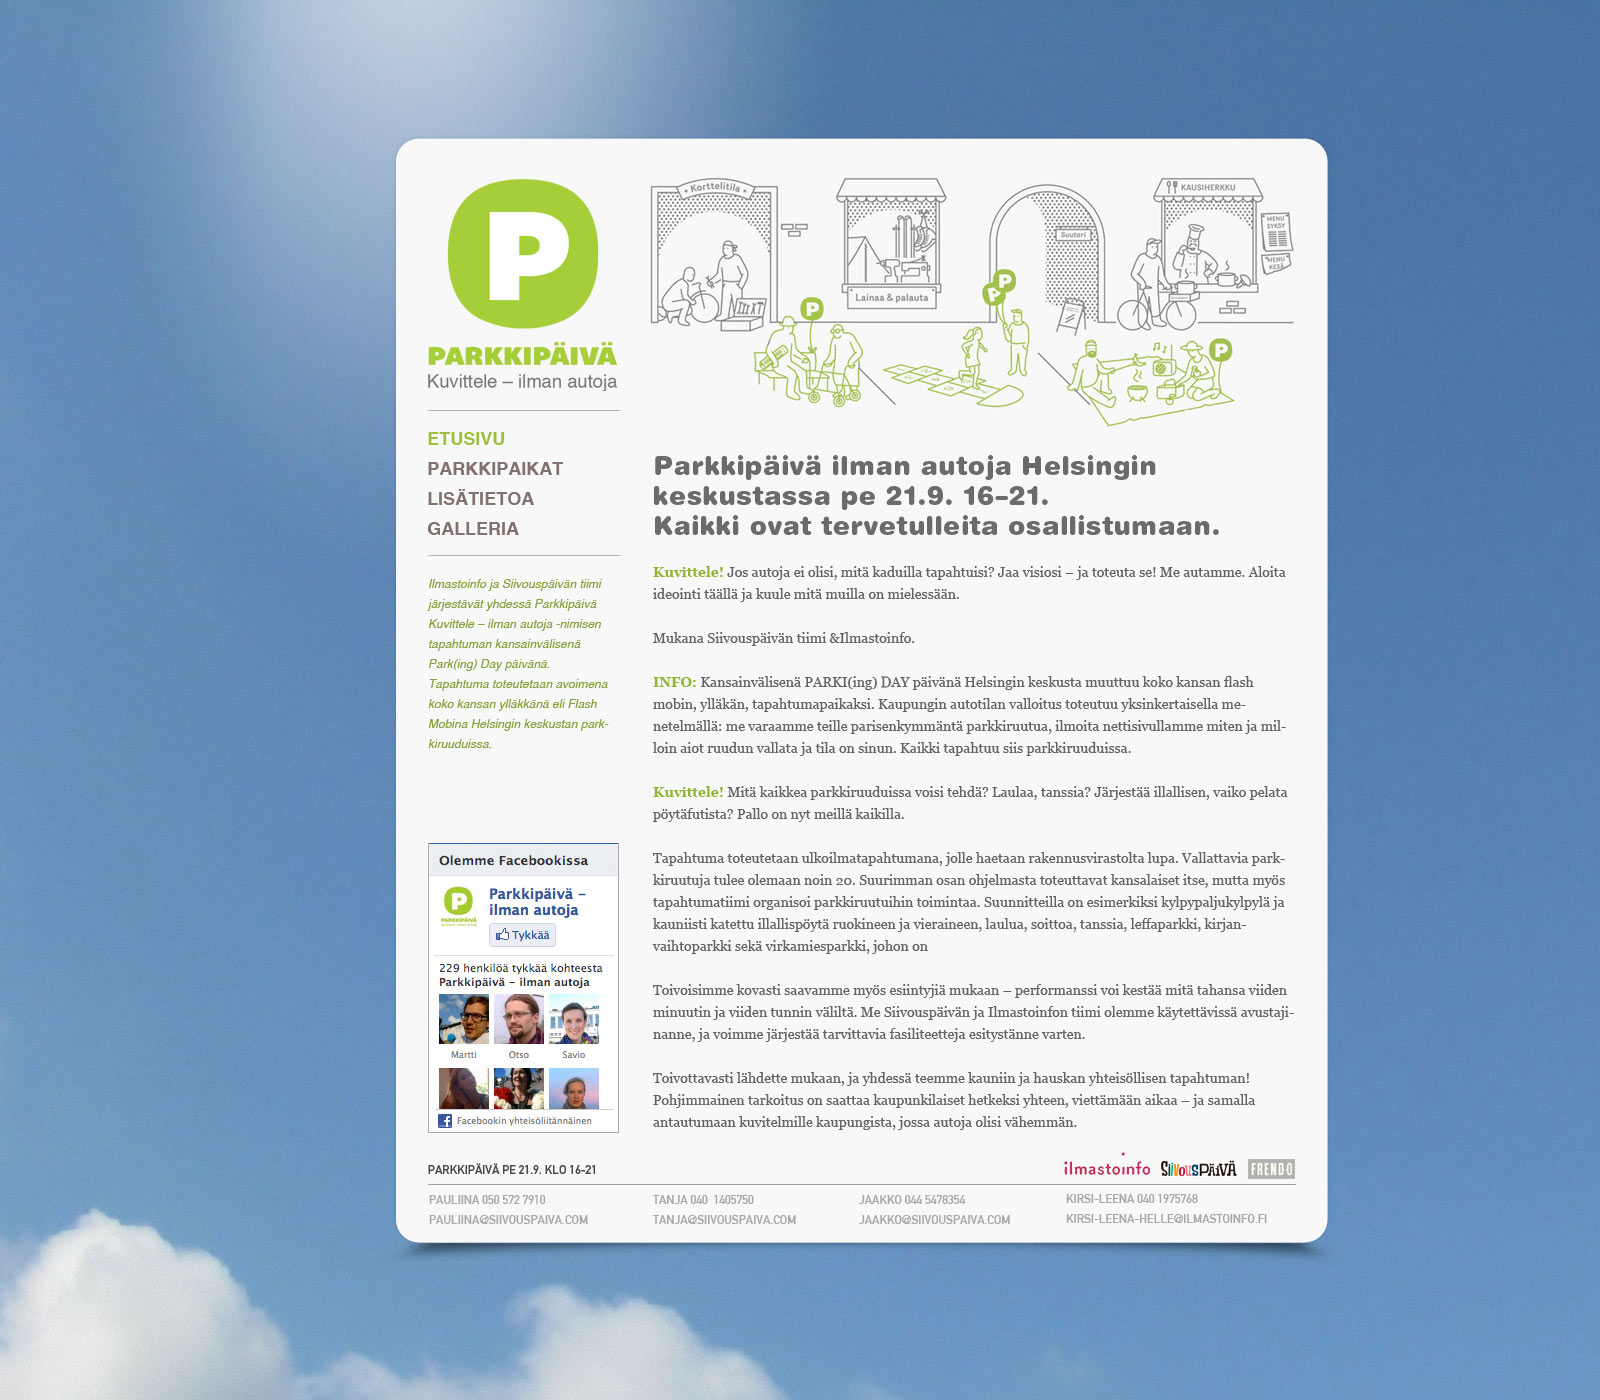 P
PARKKIPÄIVÄ
Kuvittele – ilman autoja
ETUSIVU
PARKKIPAIKAT
LISÄTIETOA
GALLERIA
Ilmastoinfo ja Siivouspäivän tiimi
järjestävät yhdessä Parkkipäivä
Kuvittele – ilman autoja -nimisen
tapahtuman kansainvälisenä
Park(ing) Day päivänä.
Tapahtuma toteutetaan avoimena
koko kansan ylläkkänä eli Flash
Mobina Helsingin keskustan park-
kiruuduissa.
Olemme Facebookissa
P
PARKKIPÄIVÄ
Parkkipäivä –
ilman autoja
Tykkää
229 henkilöä tykkää kohteesta
Parkkipäivä – ilman autoja
Martti Otso Savio
Facebookin yhteisöliitännäinen
Korttelitila
Lainaa & palauta
Suutari
KAUSIHERKKU
MENU
SYKSY
MENU
KESÄ
P
P
P
P
Parkkipäivä ilman autoja Helsingin
keskustassa pe 21.9. 16–21.
Kaikki ovat tervetulleita osallistumaan.
Kuvittele! Jos autoja ei olisi, mitä kaduilla tapahtuisi? Jaa visiosi – ja toteuta se! Me autamme. Aloita
ideointi täällä ja kuule mitä muilla on mielessään.
Mukana Siivouspäivän tiimi &Ilmastoinfo.
INFO: Kansainvälisenä PARKI(ing) DAY päivänä Helsingin keskusta muuttuu koko kansan flash
mobin, ylläkän, tapahtumapaikaksi. Kaupungin autotilan valloitus toteutuu yksinkertaisella me-
netelmällä: me varaamme teille parisenkymmäntä parkkiruutua, ilmoita nettisivullamme miten ja mil-
loin aiot ruudun vallata ja tila on sinun. Kaikki tapahtuu siis parkkiruuduissa.
Kuvittele! Mitä kaikkea parkkiruuduissa voisi tehdä? Laulaa, tanssia? Järjestää illallisen, vaiko pelata
pöytäfutista? Pallo on nyt meillä kaikilla.
Tapahtuma toteutetaan ulkoilmatapahtumana, jolle haetaan rakennusvirastolta lupa. Vallattavia park-
kiruutuja tulee olemaan noin 20. Suurimman osan ohjelmasta toteuttavat kansalaiset itse, mutta myös
tapahtumatiimi organisoi parkkiruutuihin toimintaa. Suunnitteilla on esimerkiksi kylpypaljukylpylä ja
kauniisti katettu illallispöytä ruokineen ja vieraineen, laulua, soittoa, tanssia, leffaparkki, kirjan-
vaihtoparkki sekä virkamiesparkki, johon on
Toivoisimme kovasti saavamme myös esiintyjiä mukaan – performanssi voi kestää mitä tahansa viiden
minuutin ja viiden tunnin väliltä. Me Siivouspäivän ja Ilmastoinfon tiimi olemme käytettävissä avustaji-
nanne, ja voimme järjestää tarvittavia fasiliteetteja esitystänne varten.
Toivottavasti lähdette mukaan, ja yhdessä teemme kauniin ja hauskan yhteisöllisen tapahtuman!
Pohjimmainen tarkoitus on saattaa kaupunkilaiset hetkeksi yhteen, viettämään aikaa – ja samalla
antautumaan kuvitelmille kaupungista, jossa autoja olisi vähemmän.
PARKKIPÄIVÄ PE 21.9. KLO 16–21
ilmastoinfo SIIVOUSPÄIVÄ FREND•O
PAULIINA 050 572 7910 TANJA 040 1405750 JAAKKO 044 5478354 KIRSI-LEENA 040 1975768
PAULIINA@SIIVOUSPAIVA.COM TANJA@SIIVOUSPAIVA.COM JAAKKO@SIIVOUSPAIVA.COM KIRSI-LEENA-HELLE@ILMASTOINFO.FI